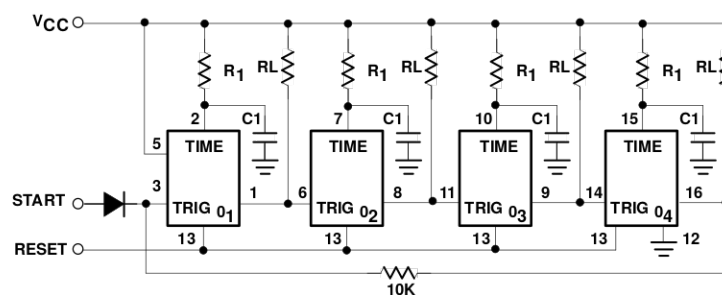 VCC
R1 RL R1 RL R1 RL R1 RL
2 C1 7 C1 10 C1 15 C1
5 TIME TIME TIME TIME
START 3 TRIG 01 1 6 TRIG 02 8 11 TRIG 03 9 14 TRIG 04 16
RESET 13 13 13 13 12
10K